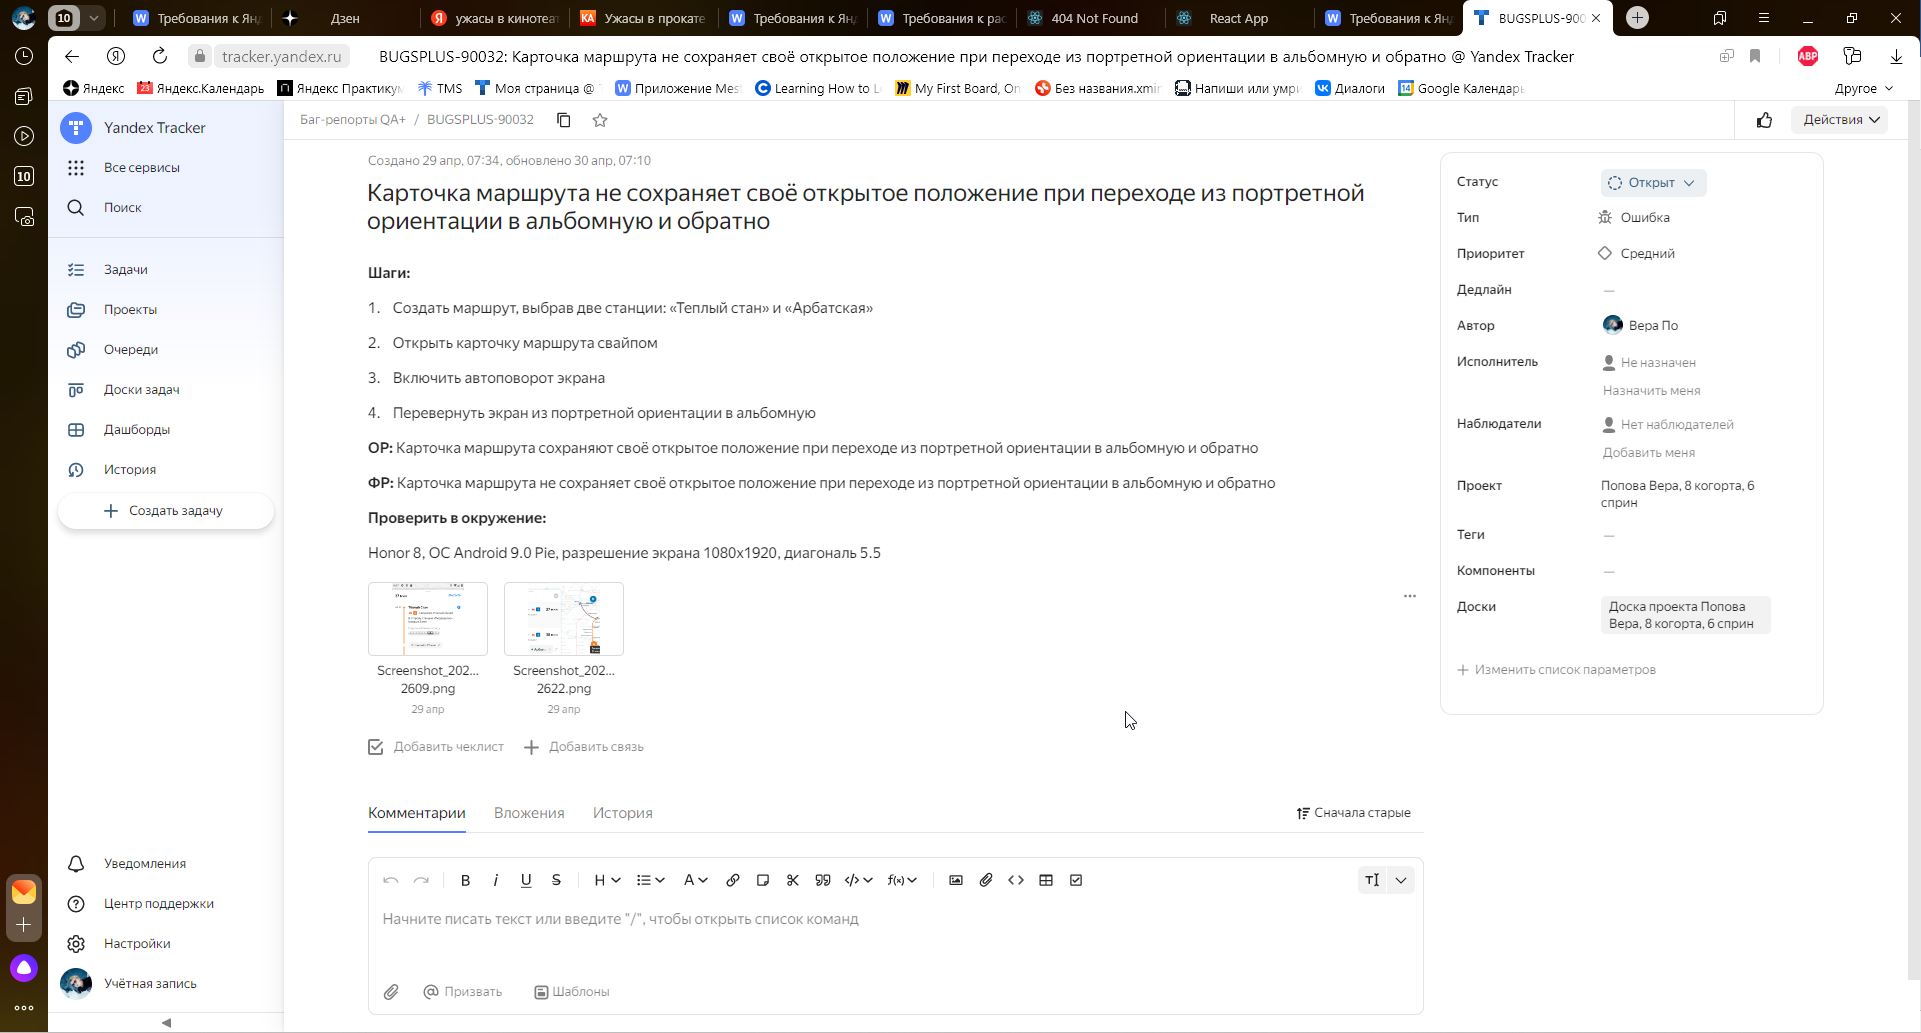 10
Требования к Янд
Дзен
ужасы в кинотеат
Ужасы в прокате
Требования к Янд
Требования к рас
404 Not Found
React App
Требования к Янд
BUGSPLUS-900
tracker.yandex.ru
BUGSPLUS-90032: Карточка маршрута не сохраняет своё открытое положение при переходе из портретной ориентации в альбомную и обратно @ Yandex Tracker
ABP
Яндекс
23 Яндекс.Календарь
Яндекс Практикум
TMS
Моя страница @
Приложение Mes
Learning How to L
My First Board, On
Без названия.xmin
Напиши или умри
Диалоги
14 Google Календарь
Другое
10
Yandex Tracker
Все сервисы
Поиск
Задачи
Проекты
Очереди
Доски задач
Дашборды
История
Создать задачу
Уведомления
Центр поддержки
Настройки
Учётная запись
Баг-репорты QA+ / BUGSPLUS-90032
Действия
Создано 29 апр, 07:34, обновлено 30 апр, 07:10
Карточка маршрута не сохраняет своё открытое положение при переходе из портретной
ориентации в альбомную и обратно
Шаги:
1. Создать маршрут, выбрав две станции: «Теплый стан» и «Арбатская»
2. Открыть карточку маршрута свайпом
3. Включить автоповорот экрана
4. Перевернуть экран из портретной ориентации в альбомную
ОР: Карточка маршрута сохраняют своё открытое положение при переходе из портретной ориентации в альбомную и обратно
ФР: Карточка маршрута не сохраняет своё открытое положение при переходе из портретной ориентации в альбомную и обратно
Проверить в окружение:
Honor 8, ОС Android 9.0 Pie, разрешение экрана 1080x1920, диагональ 5.5
Screenshot_202...
2609.png
29 апр
Screenshot_202...
2622.png
29 апр
Добавить чеклист
Добавить связь
Комментарии
Вложения
История
Сначала старые
B i U S H A f(x)
Начните писать текст или введите "/", чтобы открыть список команд
Призвать
Шаблоны
Статус
Открыт
Тип
Ошибка
Приоритет
Средний
Дедлайн
—
Автор
Вера По
Исполнитель
Не назначен
Назначить меня
Наблюдатели
Нет наблюдателей
Добавить меня
Проект
Попова Вера, 8 когорта, 6
сприн
Теги
—
Компоненты
—
Доски
Доска проекта Попова
Вера, 8 когорта, 6 сприн
Изменить список параметров